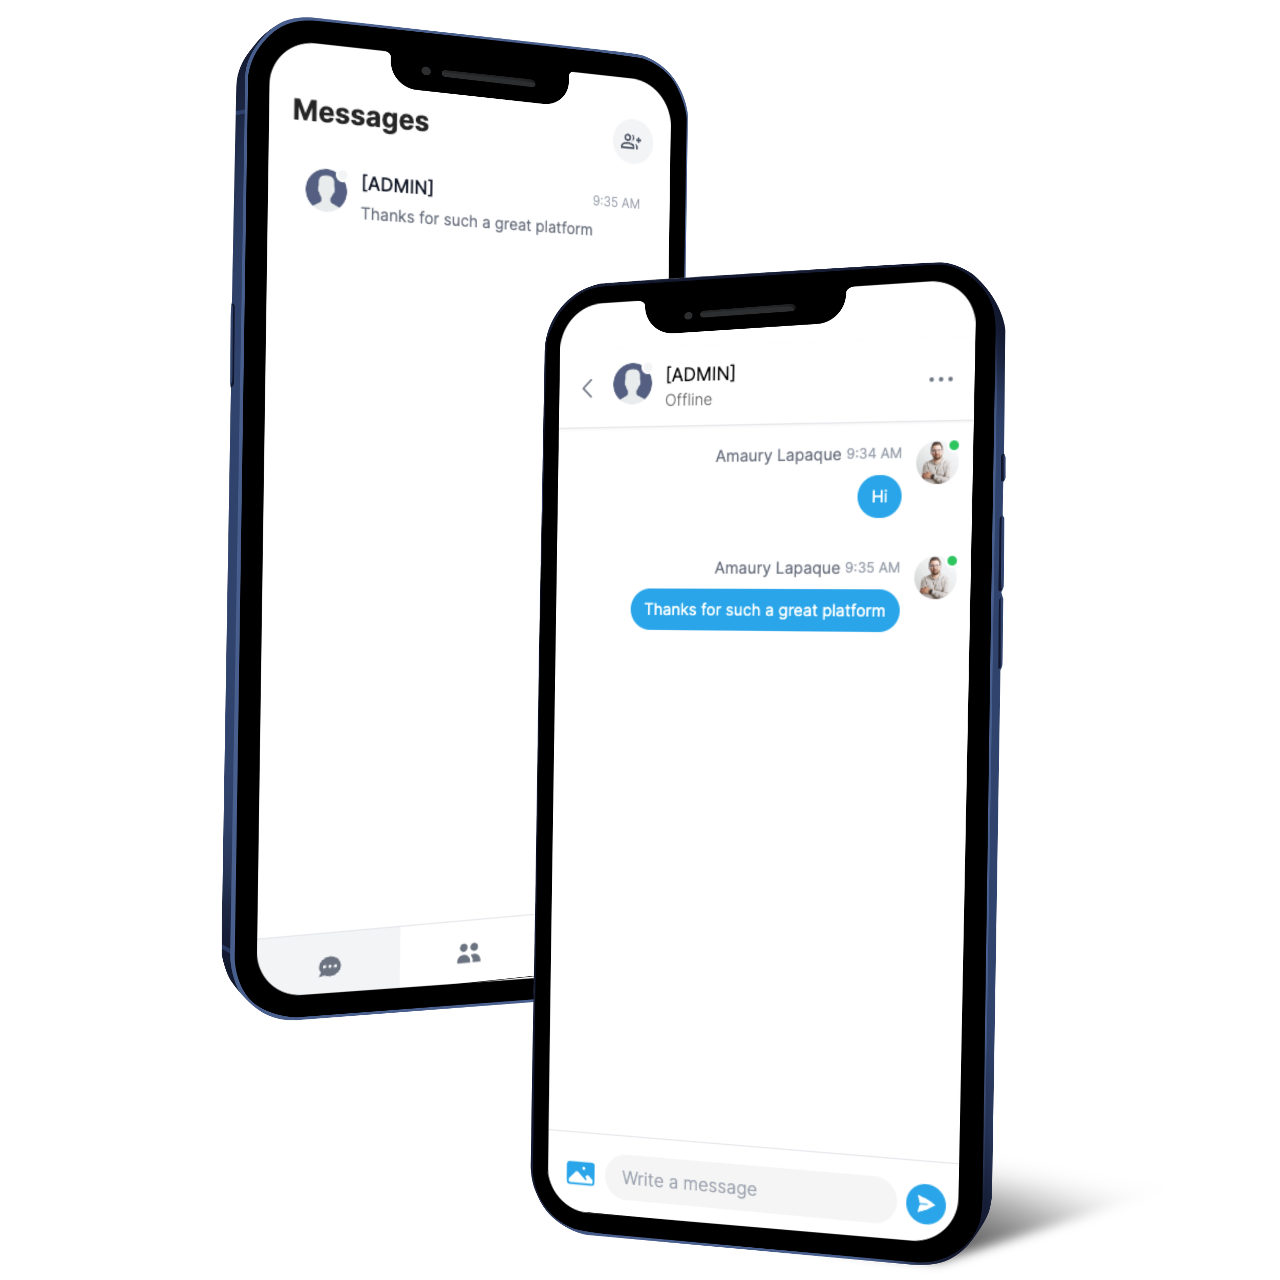 Messages
[ADMIN]
9:35 AM
Thanks for such a great platform
[ADMIN]
Offline
Amaury Lapaque 9:34 AM
Hi
Amaury Lapaque 9:35 AM
Thanks for such a great platform
Write a message